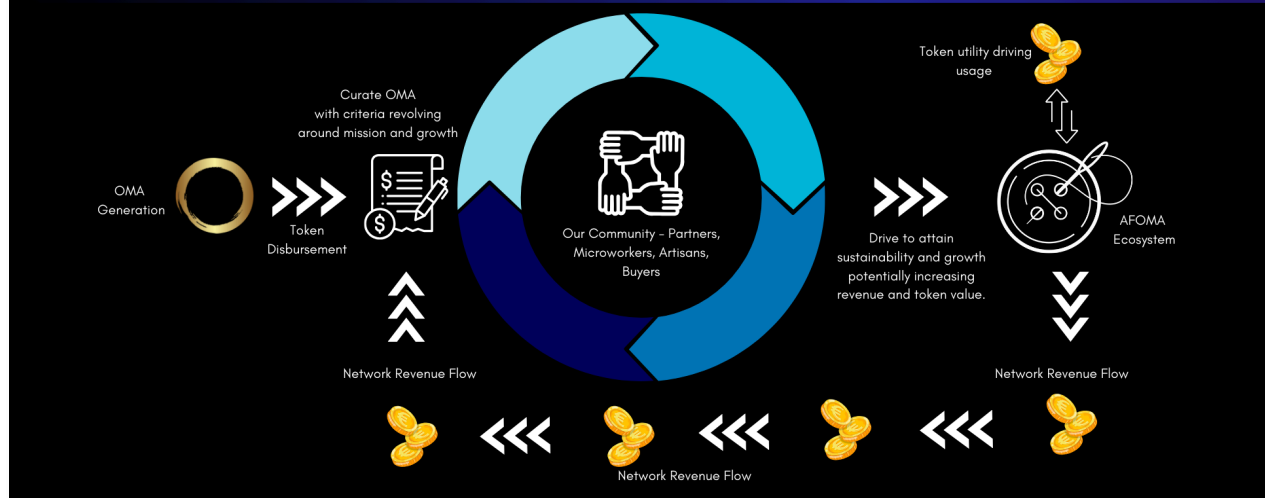 OMA
Generation
Token
Disbursement
Curate OMA
with criteria revolving
around mission and growth
$
$
Our Community – Partners,
Microworkers, Artisans,
Buyers
Drive to attain
sustainability and growth
potentially increasing
revenue and token value.
Token utility driving
usage
AFOMA
Ecosystem
Network Revenue Flow
Network Revenue Flow
Network Revenue Flow